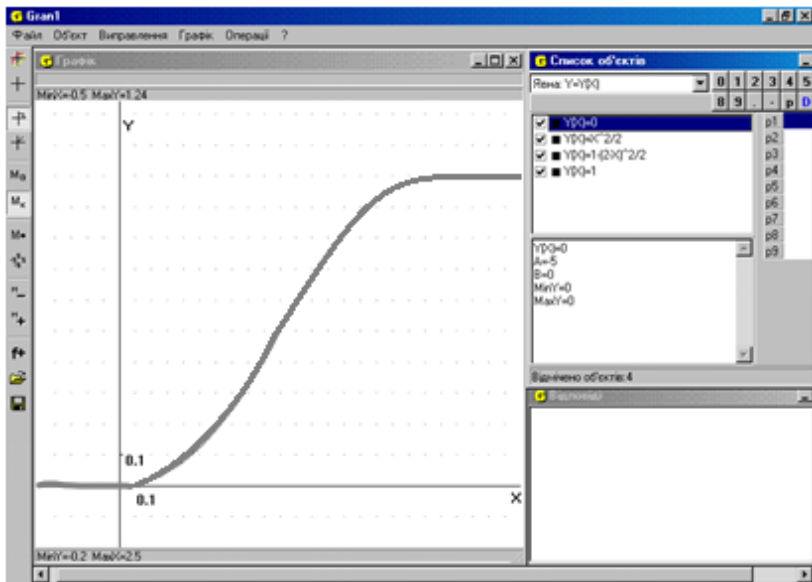 Gran1
Файл Об'єкт Виправлення Графік Операції ?
Графік
MinX=-0.5 MaxY=1.24
Y
0.1
0.1
X
MinY=-0.2 MaxX=2.5
Список об'єктів
Явна: Y=Y(X)
0 1 2 3 4 5
8 9 . - p D
Y(X)=0
Y(X)=X^2/2
Y(X)=1-(2-X)^2/2
Y(X)=1
p1
p2
p3
p4
p5
p6
p7
p8
p9
Y(X)=0
A=-5
B=0
MinY=0
MaxY=0
Відмічено об'єктів:4
Відповіді